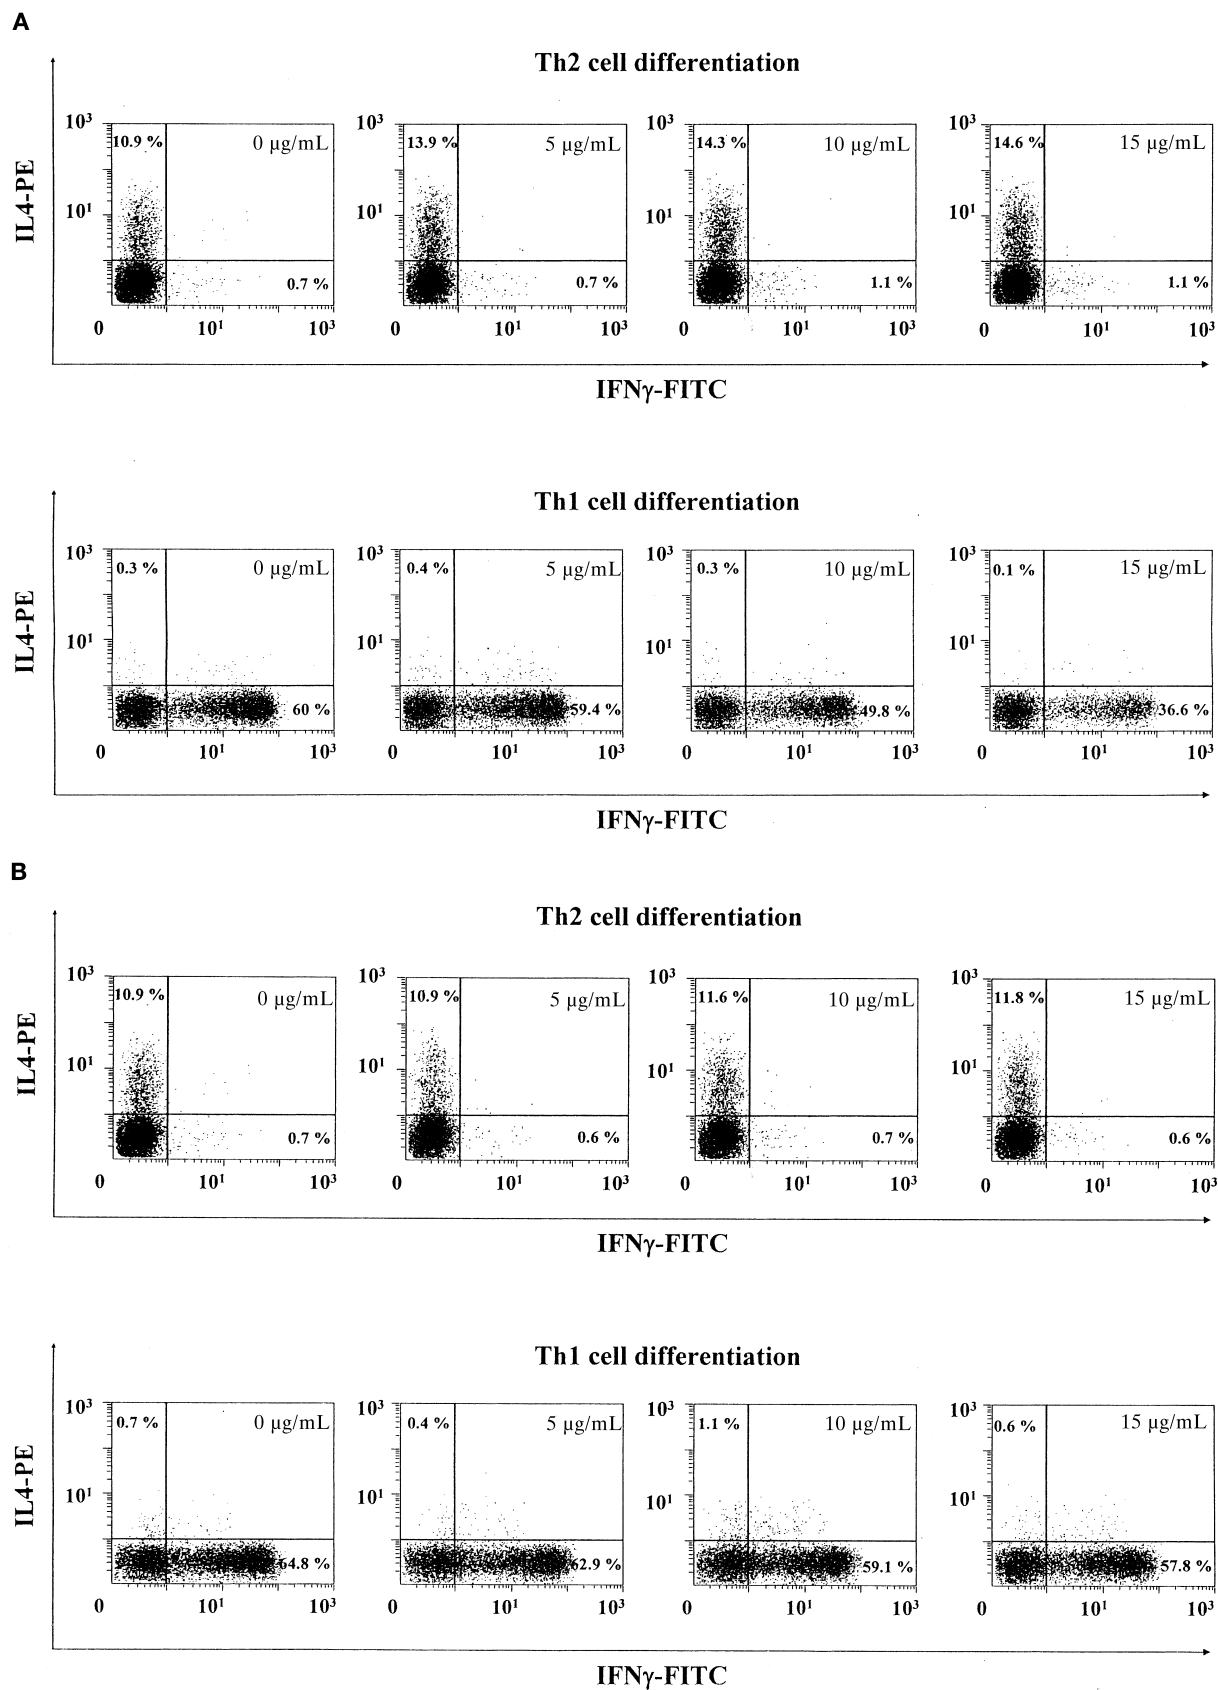 A
Th2 cell differentiation
IL4-PE
10³ 10.9 % 0 µg/mL 10³ 13.9 % 5 µg/mL 10³ 14.3 % 10 µg/mL 10³ 14.6 % 15 µg/mL
10¹ 10¹ 10¹ 10¹
0.7 % 0.7 % 1.1 % 1.1 %
0 10¹ 10³ 0 10¹ 10³ 0 10¹ 10³ 0 10¹ 10³
IFNγ-FITC
Th1 cell differentiation
IL4-PE
10³ 0.3 % 0 µg/mL 10³ 0.4 % 5 µg/mL 10³ 0.3 % 10 µg/mL 10³ 0.1 % 15 µg/mL
10¹ 10¹ 10¹ 10¹
60 % 59.4 % 49.8 % 36.6 %
0 10¹ 10³ 0 10¹ 10³ 0 10¹ 10³ 0 10¹ 10³
IFNγ-FITC
B
Th2 cell differentiation
IL4-PE
10³ 10.9 % 0 µg/mL 10³ 10.9 % 5 µg/mL 10³ 11.6 % 10 µg/mL 10³ 11.8 % 15 µg/mL
10¹ 10¹ 10¹ 10¹
0.7 % 0.6 % 0.7 % 0.6 %
0 10¹ 10³ 0 10¹ 10³ 0 10¹ 10³ 0 10¹ 10³
IFNγ-FITC
Th1 cell differentiation
IL4-PE
10³ 0.7 % 0 µg/mL 10³ 0.4 % 5 µg/mL 10³ 1.1 % 10 µg/mL 10³ 0.6 % 15 µg/mL
10¹ 10¹ 10¹ 10¹
64.8 % 62.9 % 59.1 % 57.8 %
0 10¹ 10³ 0 10¹ 10³ 0 10¹ 10³ 0 10¹ 10³
IFNγ-FITC